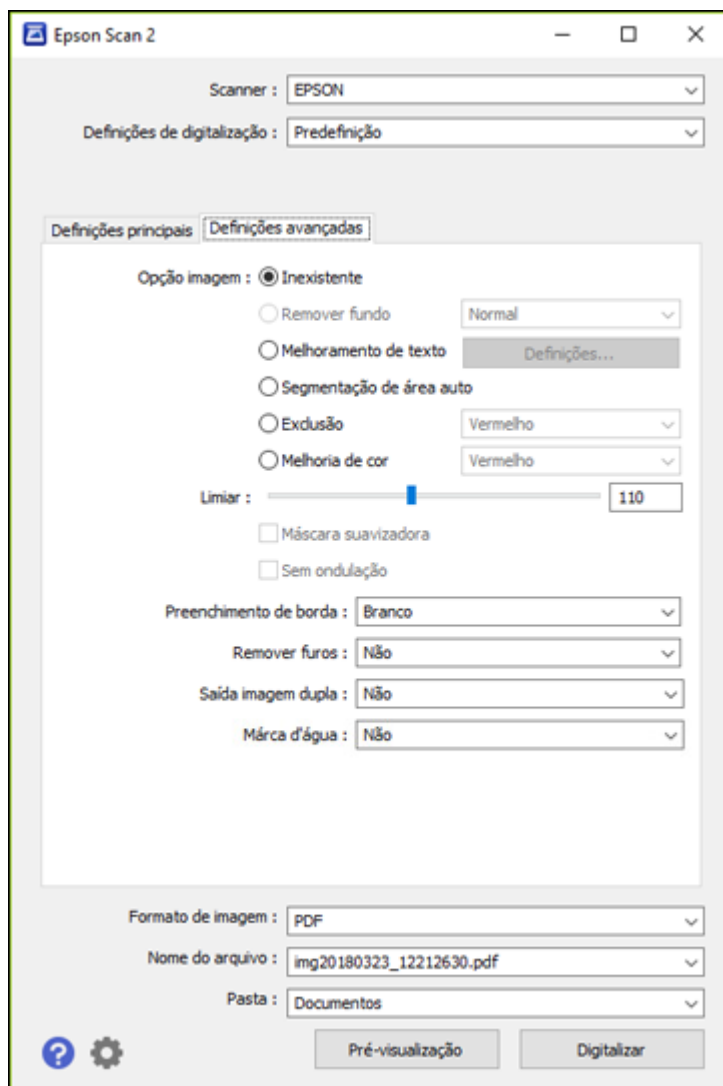 Epson Scan 2
Scanner : EPSON
Definições de digitalização : Predefinição
Definições principais Definições avançadas
Opção imagem : Inexistente
Remover fundo Normal
Melhoramento de texto Definições...
Segmentação de área auto
Exclusão Vermelho
Melhoria de cor Vermelho
Limiar : 110
Máscara suavizadora
Sem ondulação
Preenchimento de borda : Branco
Remover furos : Não
Saída imagem dupla : Não
Márca d'água : Não
Formato de imagem : PDF
Nome do arquivo : img20180323_12212630.pdf
Pasta : Documentos
? Pré-visualização Digitalizar